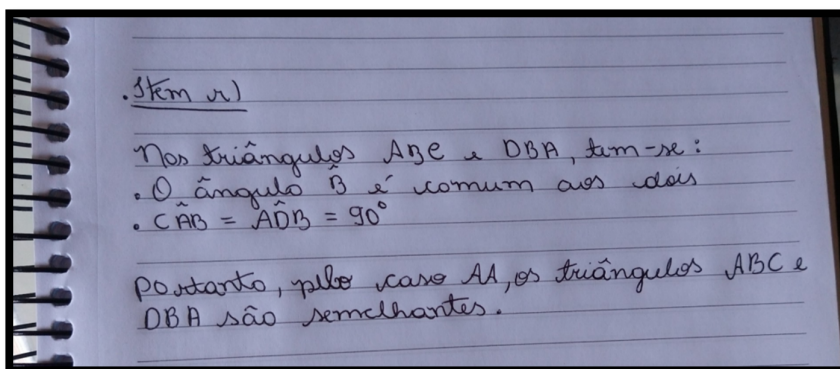 . Item c)
Nos triângulos ABC e DBA, tem-se:
. O ângulo B̂ é comum aos dois
. CÂB = AD̂B = 90°
Portanto, pelo caso AA, os triângulos ABC e
DBA são semelhantes.